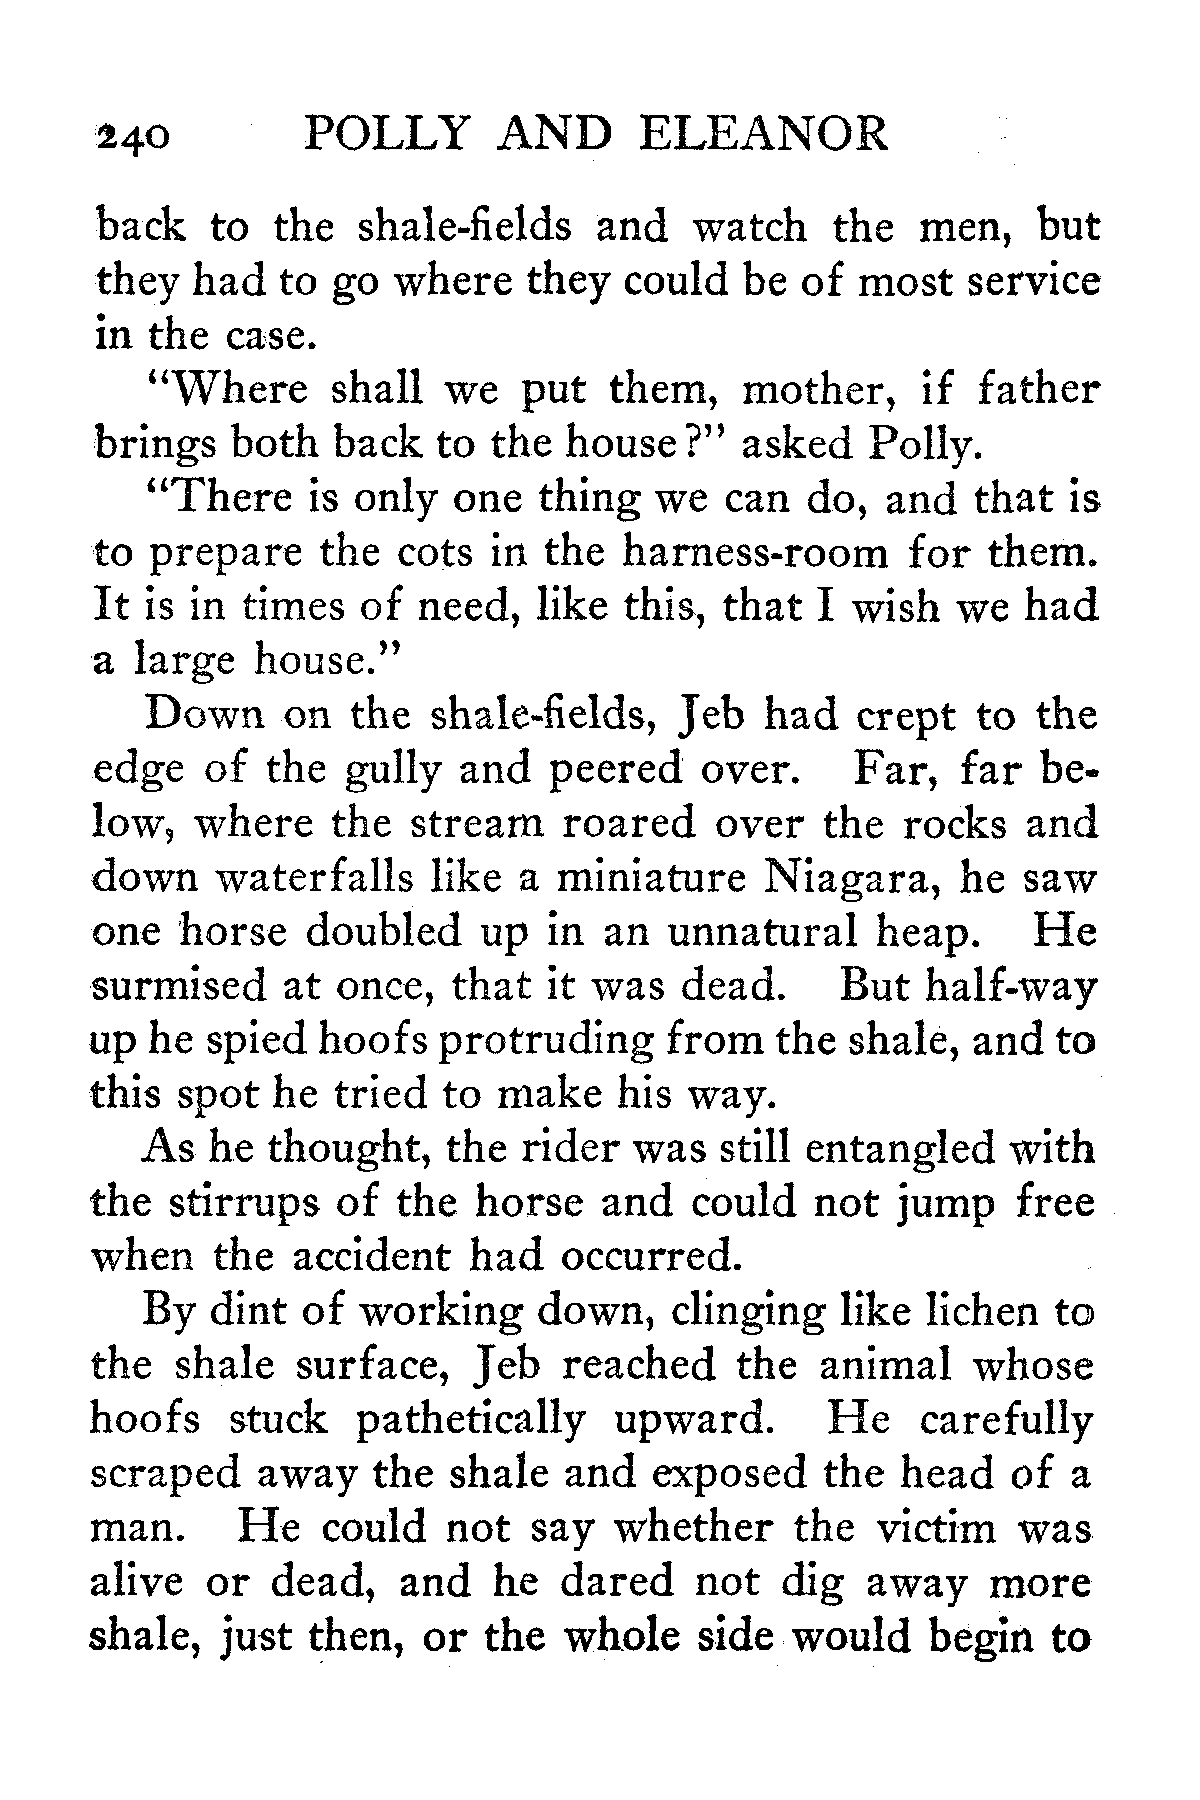 240 POLLY AND ELEANOR
back to the shale-fields and watch the men, but
they had to go where they could be of most service
in the case.
“Where shall we put them, mother, if father
brings both back to the house?” asked Polly.
“There is only one thing we can do, and that is
to prepare the cots in the harness-room for them.
It is in times of need, like this, that I wish we had
a large house.”
Down on the shale-fields, Jeb had crept to the
edge of the gully and peered over. Far, far be-
low, where the stream roared over the rocks and
down waterfalls like a miniature Niagara, he saw
one horse doubled up in an unnatural heap. He
surmised at once, that it was dead. But half-way
up he spied hoofs protruding from the shale, and to
this spot he tried to make his way.
As he thought, the rider was still entangled with
the stirrups of the horse and could not jump free
when the accident had occurred.
By dint of working down, clinging like lichen to
the shale surface, Jeb reached the animal whose
hoofs stuck pathetically upward. He carefully
scraped away the shale and exposed the head of a
man. He could not say whether the victim was
alive or dead, and he dared not dig away more
shale, just then, or the whole side would begin to